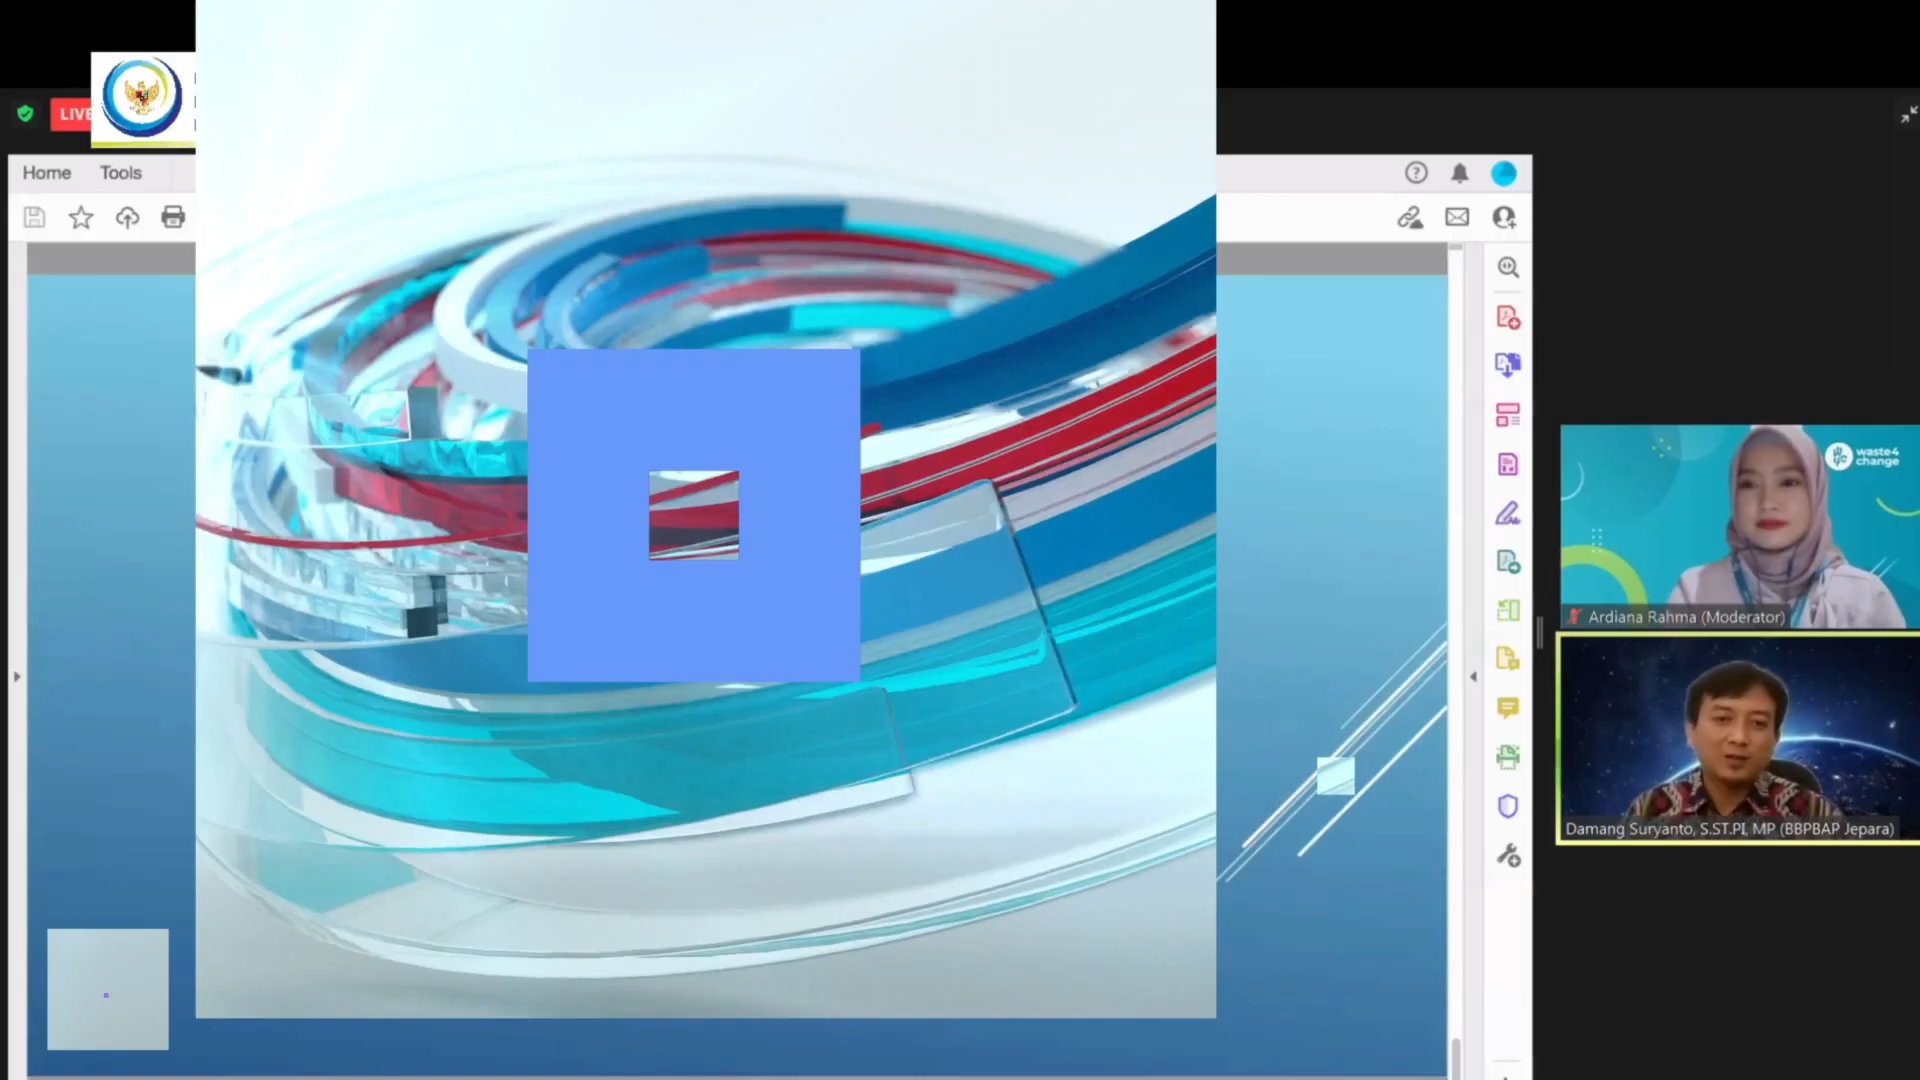 LIVE
Home
Tools
waste4
change
Ardiana Rahma (Moderator)
Damang Suryanto, S.ST.PI, MP (BBPBAP Jepara)